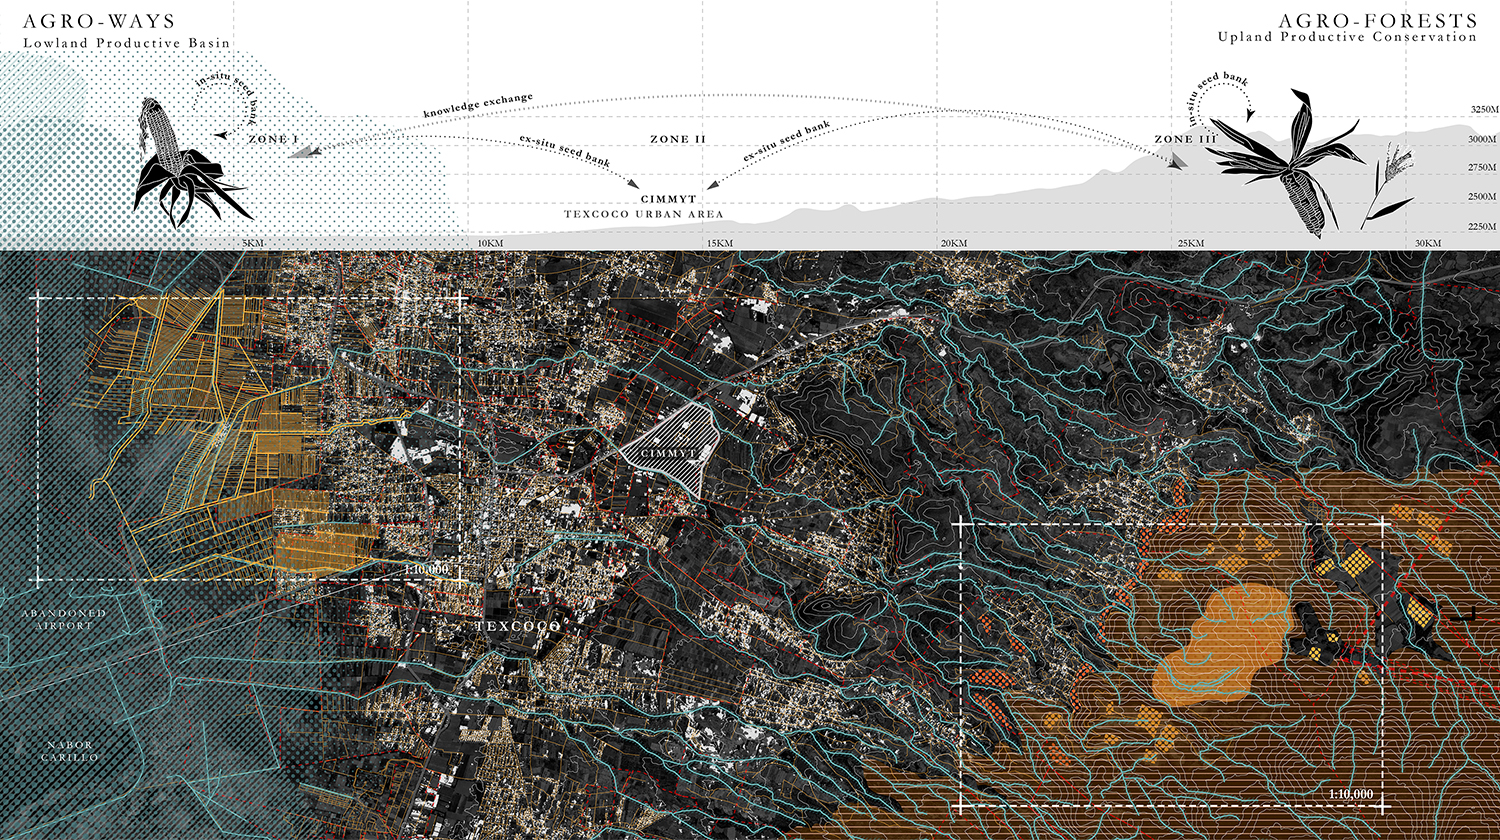 AGRO-WAYS
Lowland Productive Basin
AGRO-FORESTS
Upland Productive Conservation
in-situ seed bank
knowledge exchange
ZONE I
ex-situ seed bank
ZONE II
ex-situ seed bank
ZONE III
in-situ seed bank
CIMMYT
TEXCOCO URBAN AREA
3250M
3000M
2750M
2500M
2250M
5KM
10KM
15KM
20KM
25KM
30KM
CIMMYT
1:10,000
ABANDONED
AIRPORT
TEXCOCO
NABOR
CARILLO
1:10,000